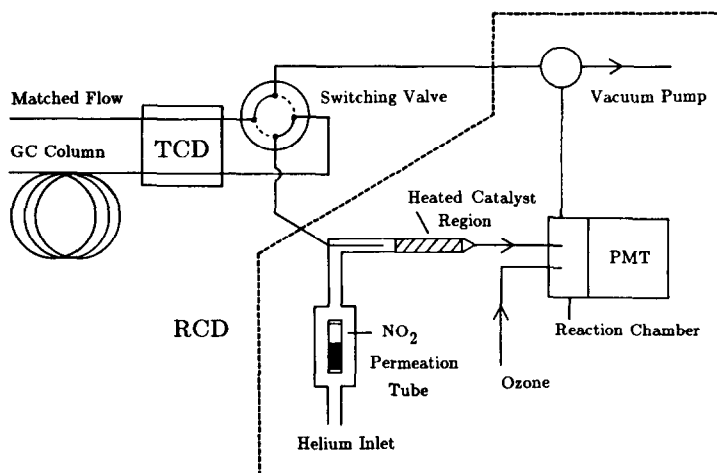 Matched Flow
Switching Valve
Vacuum Pump
GC Column
TCD
Heated Catalyst
Region
PMT
RCD
NO₂
Permeation
Tube
Reaction Chamber
Ozone
Helium Inlet